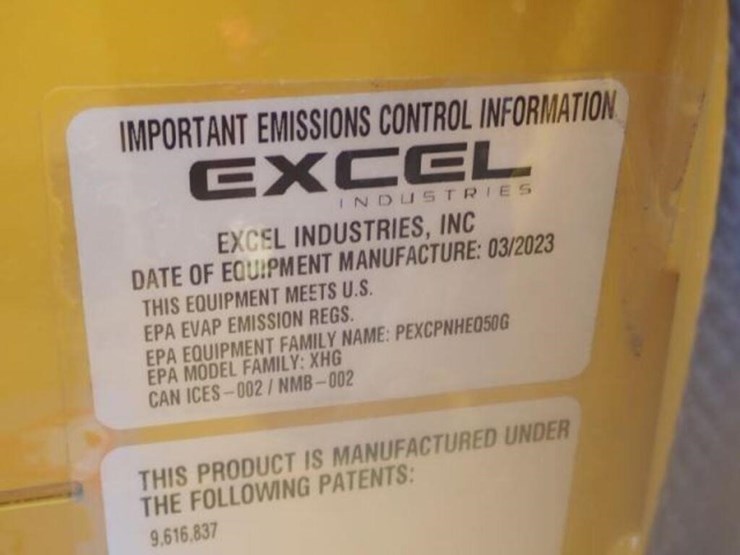 IMPORTANT EMISSIONS CONTROL INFORMATION
EXCEL
INDUSTRIES
EXCEL INDUSTRIES, INC
DATE OF EQUIPMENT MANUFACTURE: 03/2023
THIS EQUIPMENT MEETS U.S.
EPA EVAP EMISSION REGS.
EPA EQUIPMENT FAMILY NAME: PEXCPNHEQ50G
EPA MODEL FAMILY: XHG
CAN ICES-002 / NMB-002
THIS PRODUCT IS MANUFACTURED UNDER
THE FOLLOWING PATENTS:
9,616,837